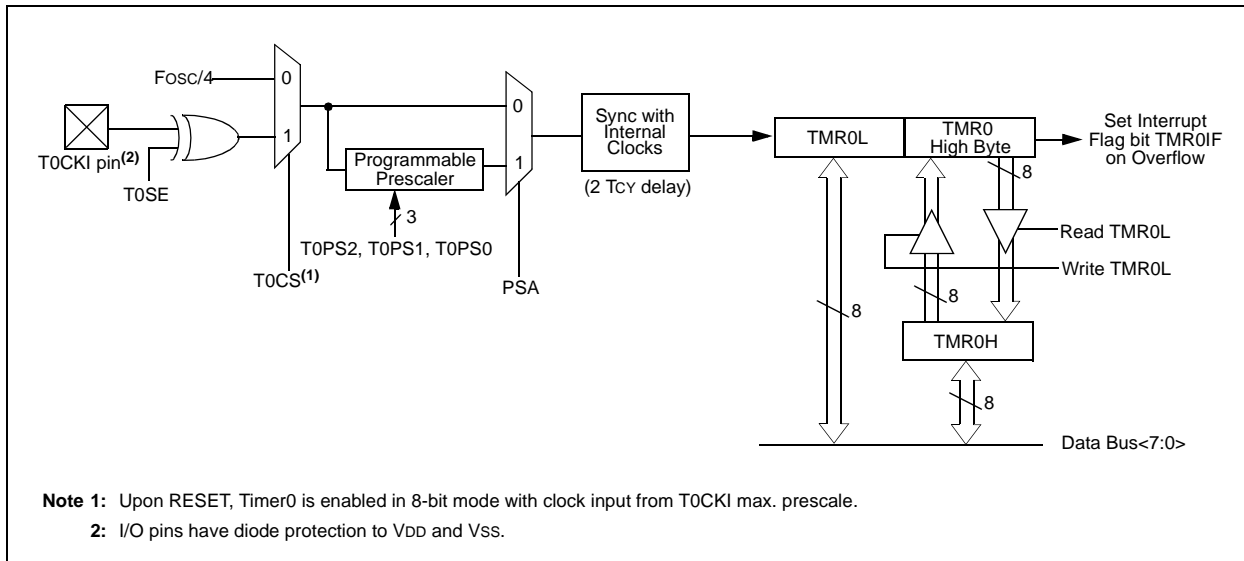 FOSC/4
0
1
T0CKI pin(2)
T0SE
T0CS(1)
Programmable
Prescaler
3
T0PS2, T0PS1, T0PS0
0
1
PSA
Sync with
Internal
Clocks
(2 TCY delay)
TMR0L
TMR0
High Byte
Set Interrupt
Flag bit TMR0IF
on Overflow
8
Read TMR0L
Write TMR0L
8
8
TMR0H
8
Data Bus<7:0>
Note 1: Upon RESET, Timer0 is enabled in 8-bit mode with clock input from T0CKI max. prescale.
2: I/O pins have diode protection to VDD and VSS.